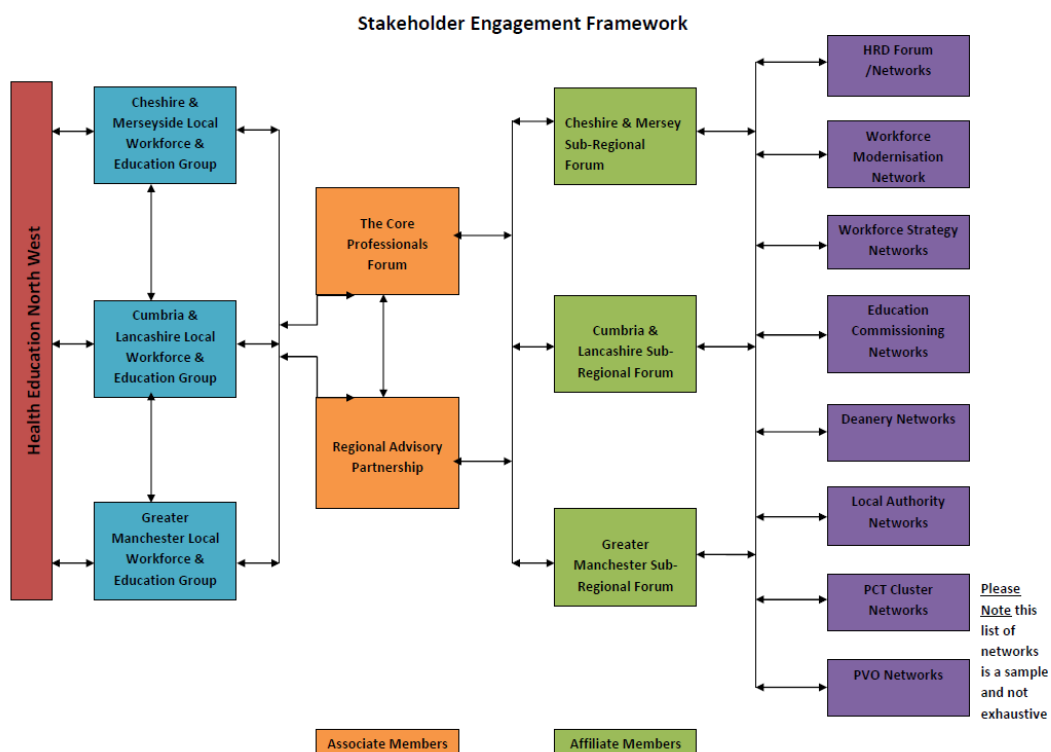 Stakeholder Engagement Framework
Health Education North West
Cheshire &
Merseyside Local
Workforce &
Education Group
Cumbria &
Lancashire Local
Workforce &
Education Group
Greater
Manchester Local
Workforce &
Education Group
The Core
Professionals
Forum
Regional Advisory
Partnership
Cheshire & Mersey
Sub-Regional
Forum
Cumbria &
Lancashire Sub-
Regional Forum
Greater
Manchester Sub-
Regional Forum
HRD Forum
/Networks
Workforce
Modernisation
Network
Workforce Strategy
Networks
Education
Commissioning
Networks
Deanery Networks
Local Authority
Networks
PCT Cluster
Networks
PVO Networks
Please
Note this
list of
networks
is a sample
and not
exhaustive
Associate Members
Affiliate Members